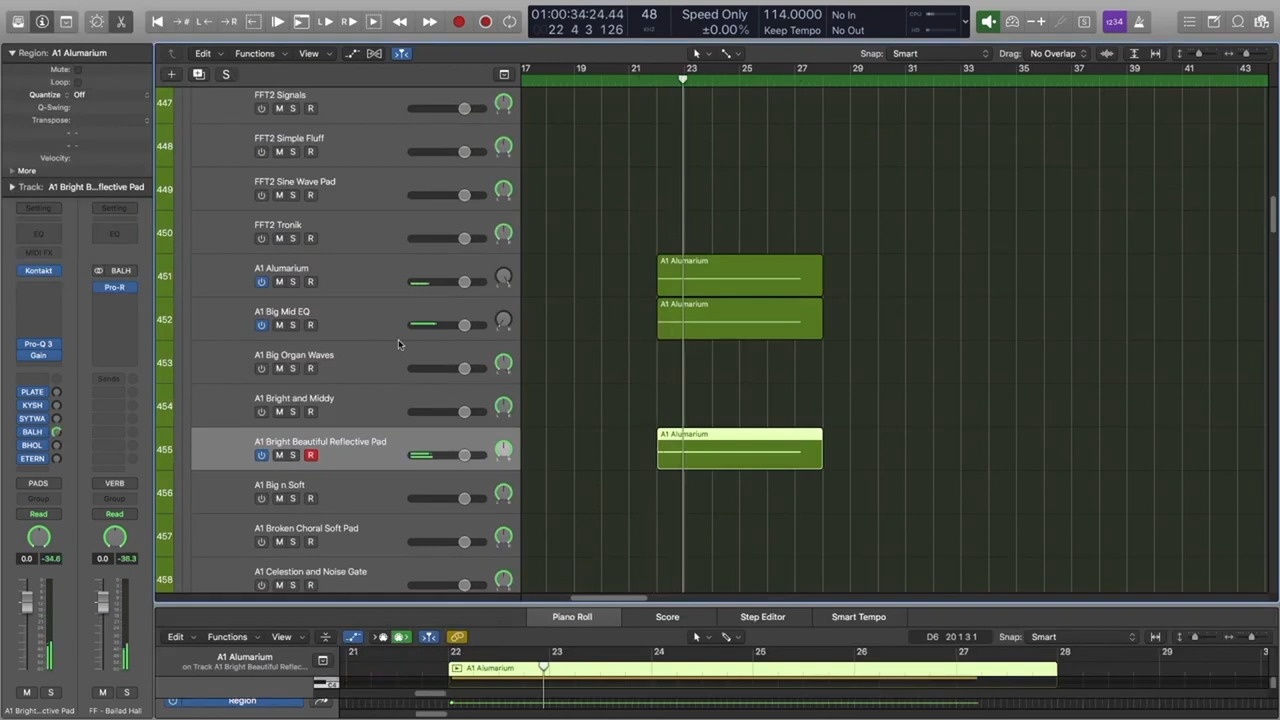 01:00:34:24.44 48 Speed Only 114.0000 No In
22 4 3 126 KHZ ±0.00% Keep Tempo No Out
CPU
HD
1234
Region: A1 Alumarium
Mute:
Loop:
Quantize Off
Q-Swing:
Transpose:
Velocity:
More
Track: A1 Bright B...flective Pad
Setting Setting
EQ EQ
MIDI FX
Kontakt BALH
Pro-R
Pro-Q 3
Gain
Sends
PLATE
KYSH
SYTWA
BALH
BHOL
ETERN
PADS VERB
Group Group
Read Read
0.0 -34.6 0.0 -38.3
M S M S
A1 Bright...ctive Pad FF - Ballad Hall
Edit Functions View Snap: Smart Drag: No Overlap
S
17 19 21 23 25 27 29 31 33 35 37 39 41 43
447 FFT2 Signals
M S R
448 FFT2 Simple Fluff
M S R
449 FFT2 Sine Wave Pad
M S R
450 FFT2 Tronik
M S R
451 A1 Alumarium
M S R
A1 Alumarium
452 A1 Big Mid EQ
M S R
A1 Alumarium
453 A1 Big Organ Waves
M S R
454 A1 Bright and Middy
M S R
455 A1 Bright Beautiful Reflective Pad
M S R
A1 Alumarium
456 A1 Big n Soft
M S R
457 A1 Broken Choral Soft Pad
M S R
458 A1 Celestion and Noise Gate
M S R
Piano Roll Score Step Editor Smart Tempo
Edit Functions View D6 20 1 3 1 Snap: Smart
A1 Alumarium
on Track A1 Bright Beautiful Reflec...
21 22 23 24 25 26 27 28 29 3
A1 Alumarium
Region